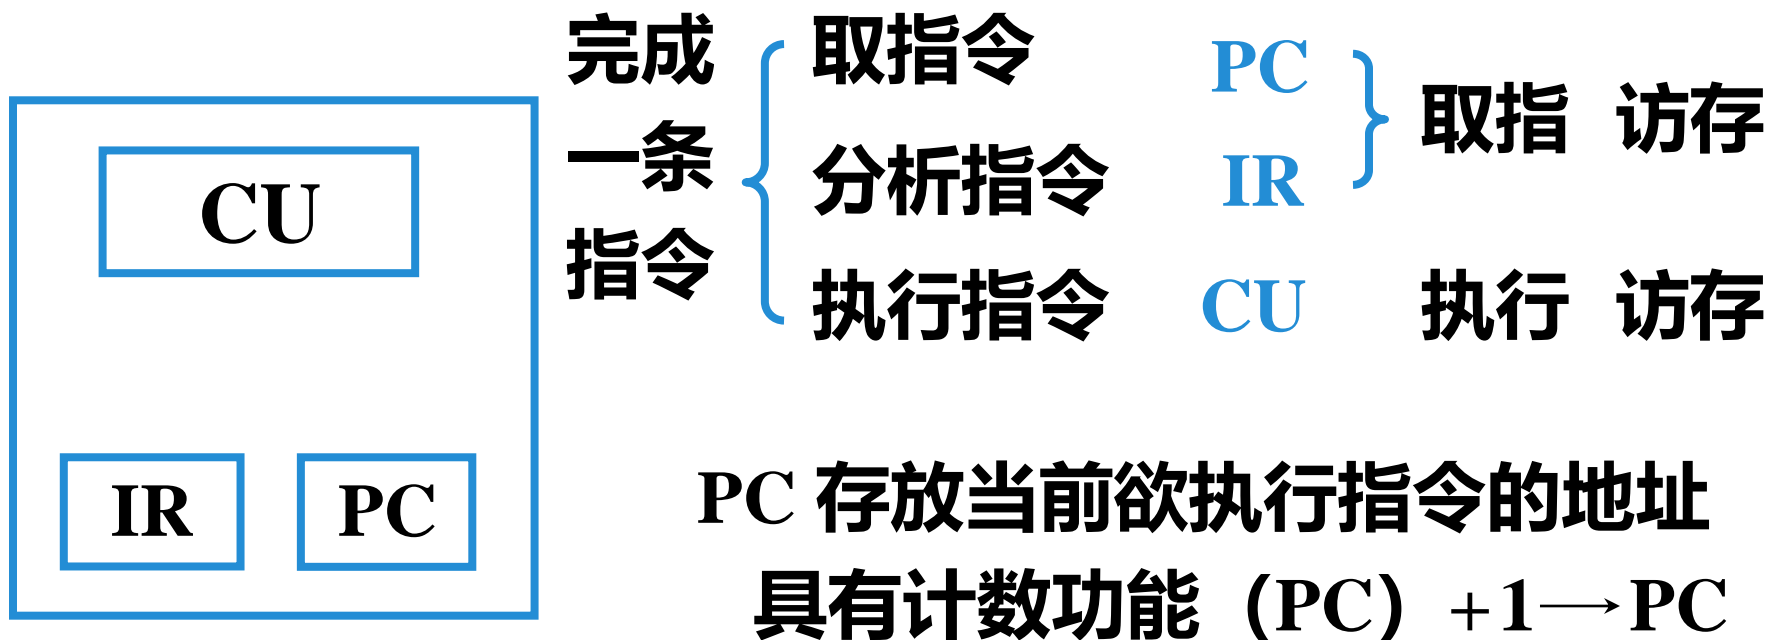 CU
IR PC
完成
一条
指令
取指令 PC
分析指令 IR
取指 访存
执行指令 CU 执行 访存
PC 存放当前欲执行指令的地址
具有计数功能（PC）+1→PC